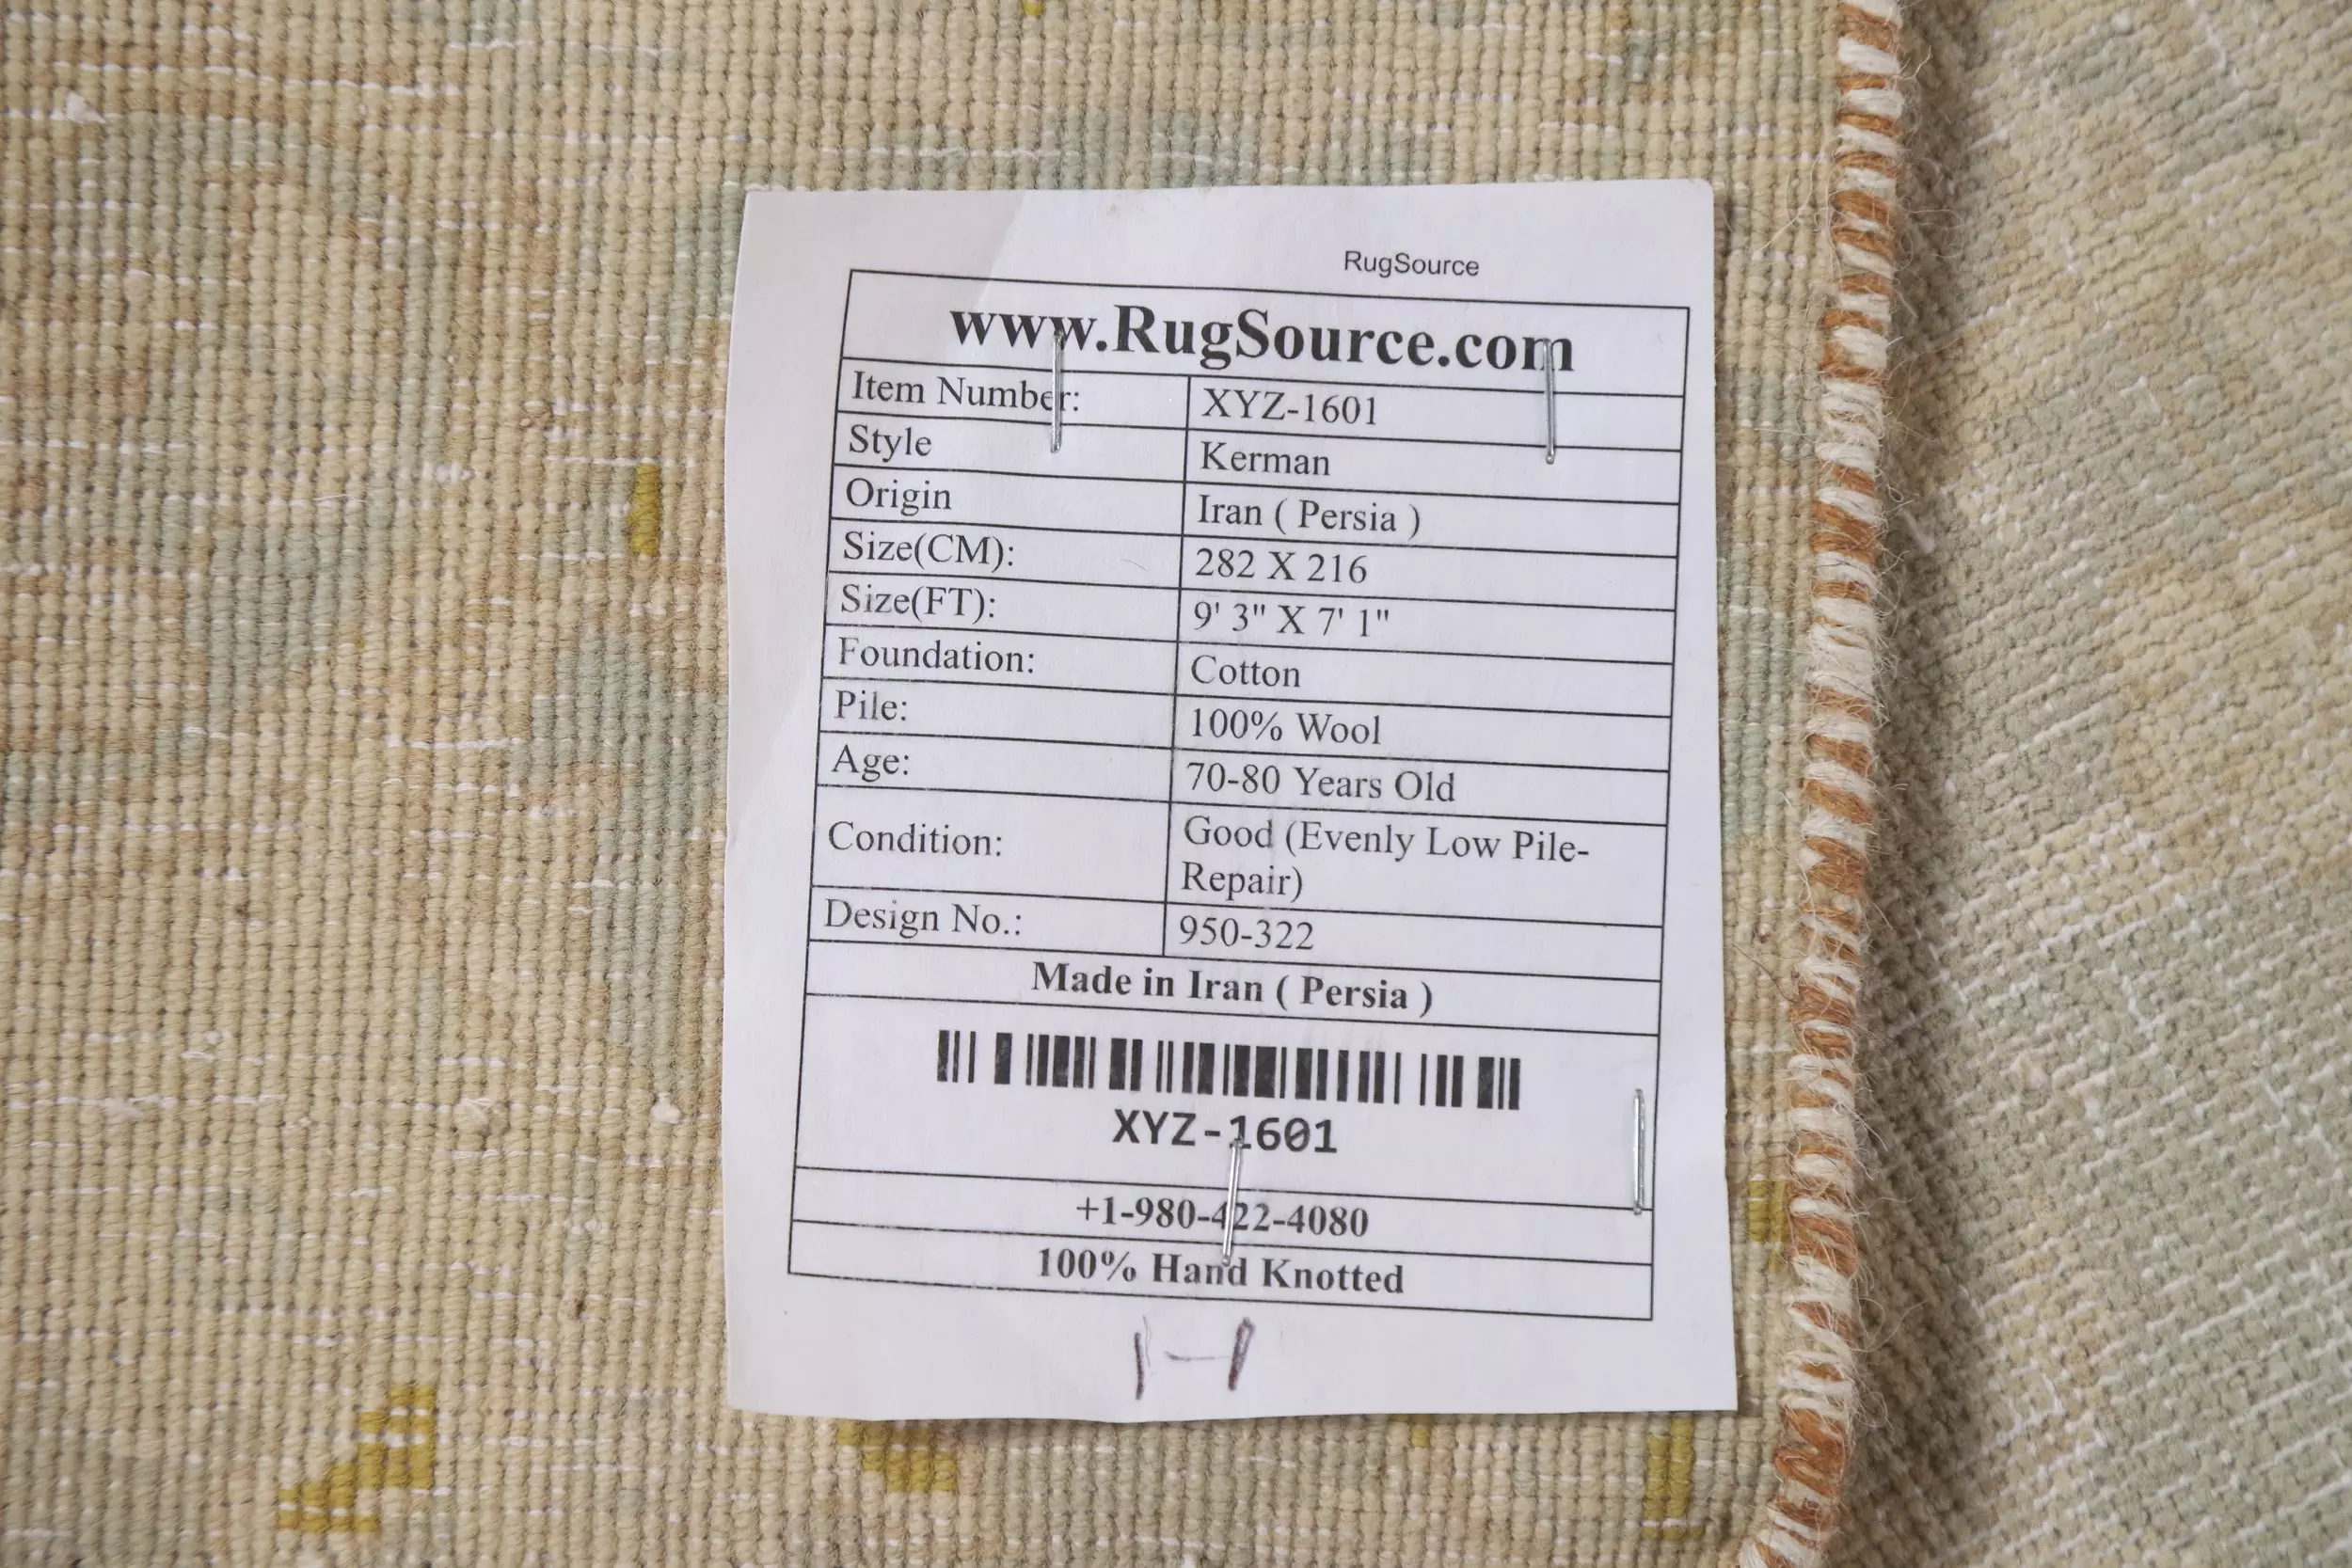 RugSource
www.RugSource.com
Item Number: XYZ-1601
Style Kerman
Origin Iran ( Persia )
Size(CM): 282 X 216
Size(FT): 9' 3" X 7' 1"
Foundation: Cotton
Pile: 100% Wool
Age: 70-80 Years Old
Condition: Good (Evenly Low Pile-
Repair)
Design No.: 950-322
Made in Iran ( Persia )
XYZ-1601
+1-980-422-4080
100% Hand Knotted
1-1